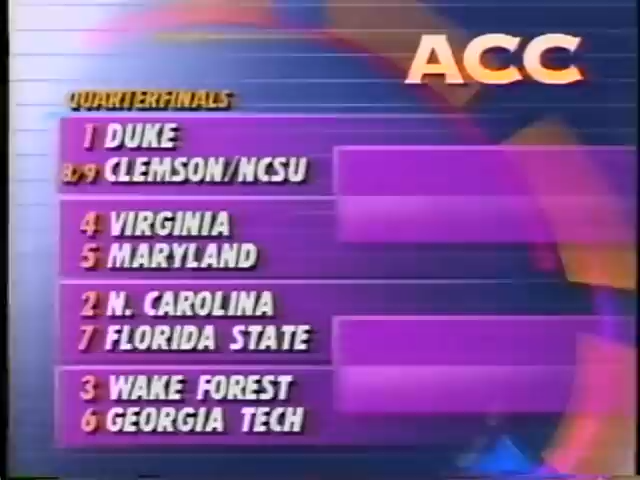 ACC
QUARTERFINALS
1 DUKE
8/9 CLEMSON/NCSU
4 VIRGINIA
5 MARYLAND
2 N. CAROLINA
7 FLORIDA STATE
3 WAKE FOREST
6 GEORGIA TECH